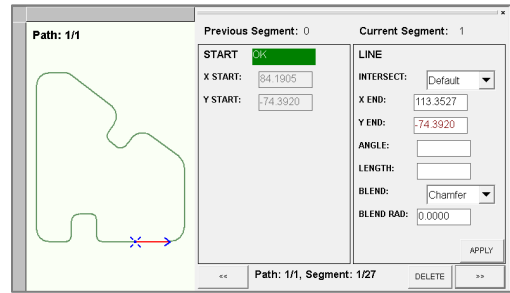 Path: 1/1
Previous Segment: 0
Current Segment: 1
START OK
X START: 84.1905
Y START: -74.3920
LINE
INTERSECT: Default
X END: 113.3527
Y END: -74.3920
ANGLE:
LENGTH:
BLEND: Chamfer
BLEND RAD: 0.0000
APPLY
<< Path: 1/1, Segment: 1/27 DELETE >>